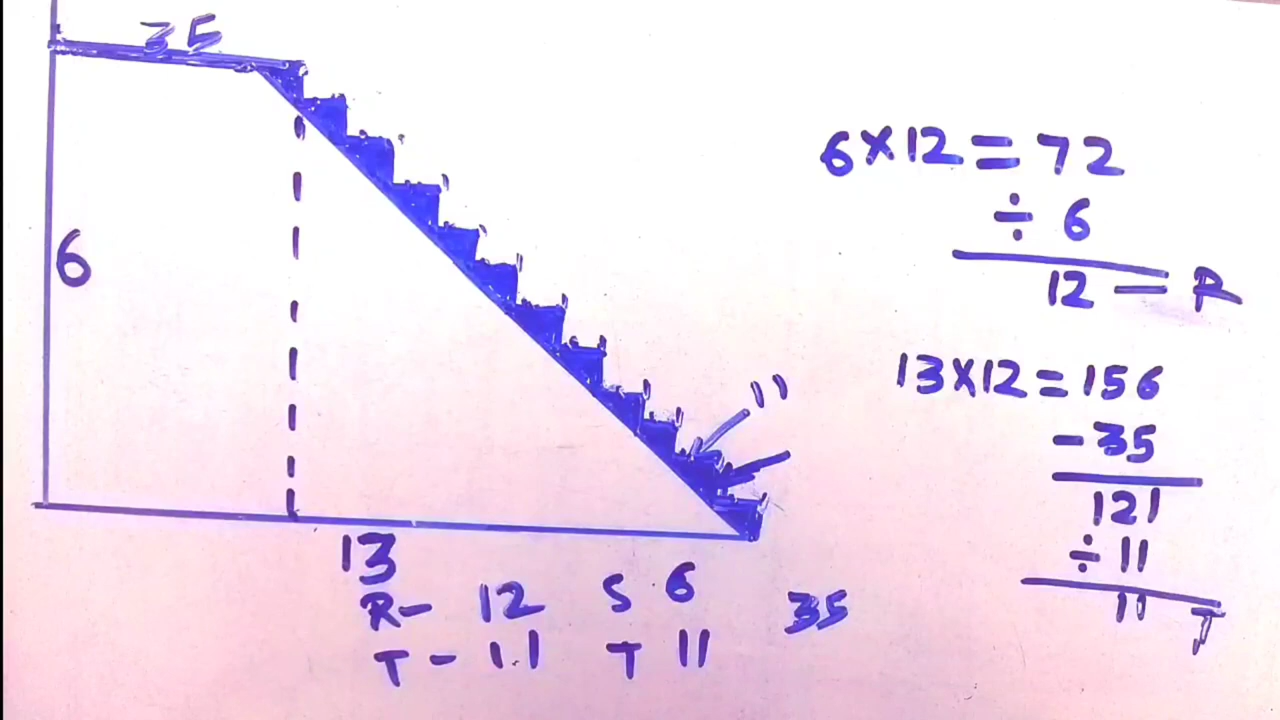 35
6
11
13
R- 12 S 6
T - 11 T 11
35
6×12=72
÷ 6
12 — R
13×12=156
-35
121
÷11
11 T